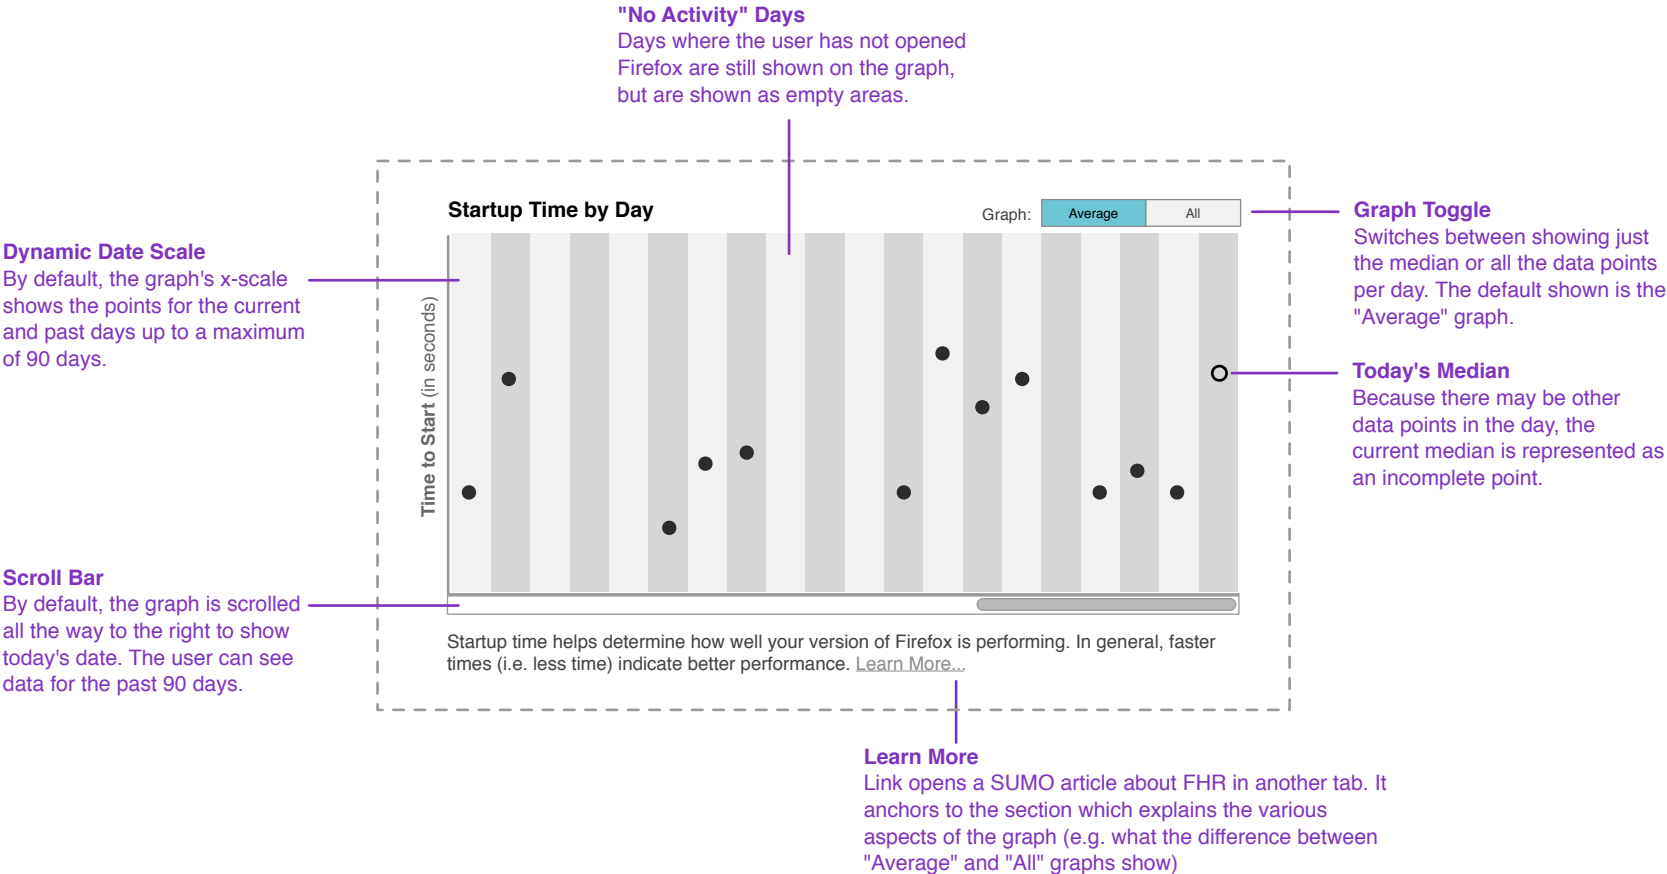 "No Activity" Days
Days where the user has not opened
Firefox are still shown on the graph,
but are shown as empty areas.
Startup Time by Day
Graph:
Average
All
Graph Toggle
Switches between showing just
the median or all the data points
per day. The default shown is the
"Average" graph.
Dynamic Date Scale
By default, the graph's x-scale
shows the points for the current
and past days up to a maximum
of 90 days.
Time to Start (in seconds)
Today's Median
Because there may be other
data points in the day, the
current median is represented as
an incomplete point.
Scroll Bar
By default, the graph is scrolled
all the way to the right to show
today's date. The user can see
data for the past 90 days.
Startup time helps determine how well your version of Firefox is performing. In general, faster
times (i.e. less time) indicate better performance. Learn More...
Learn More
Link opens a SUMO article about FHR in another tab. It
anchors to the section which explains the various
aspects of the graph (e.g. what the difference between
"Average" and "All" graphs show)